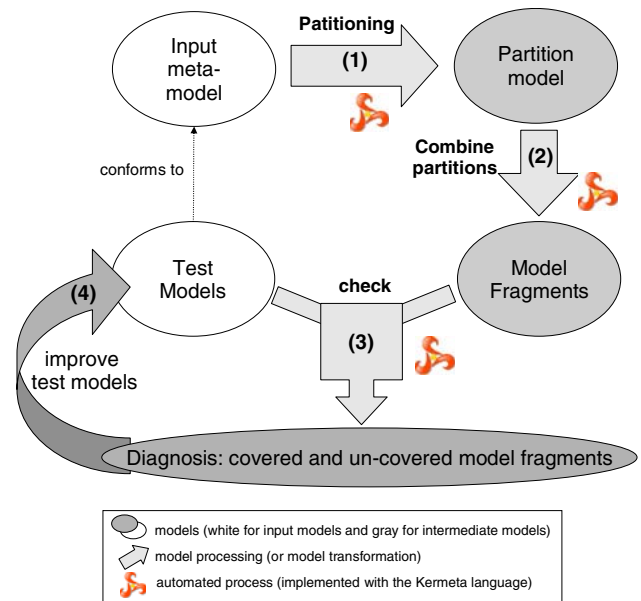 Patitioning
Input
meta-
model
(1)
Partition
model
Combine
partitions
(2)
conforms to
Test
Models
check
Model
Fragments
(4)
(3)
improve
test models
Diagnosis: covered and un-covered model fragments
models (white for input models and gray for intermediate models)
model processing (or model transformation)
automated process (implemented with the Kermeta language)